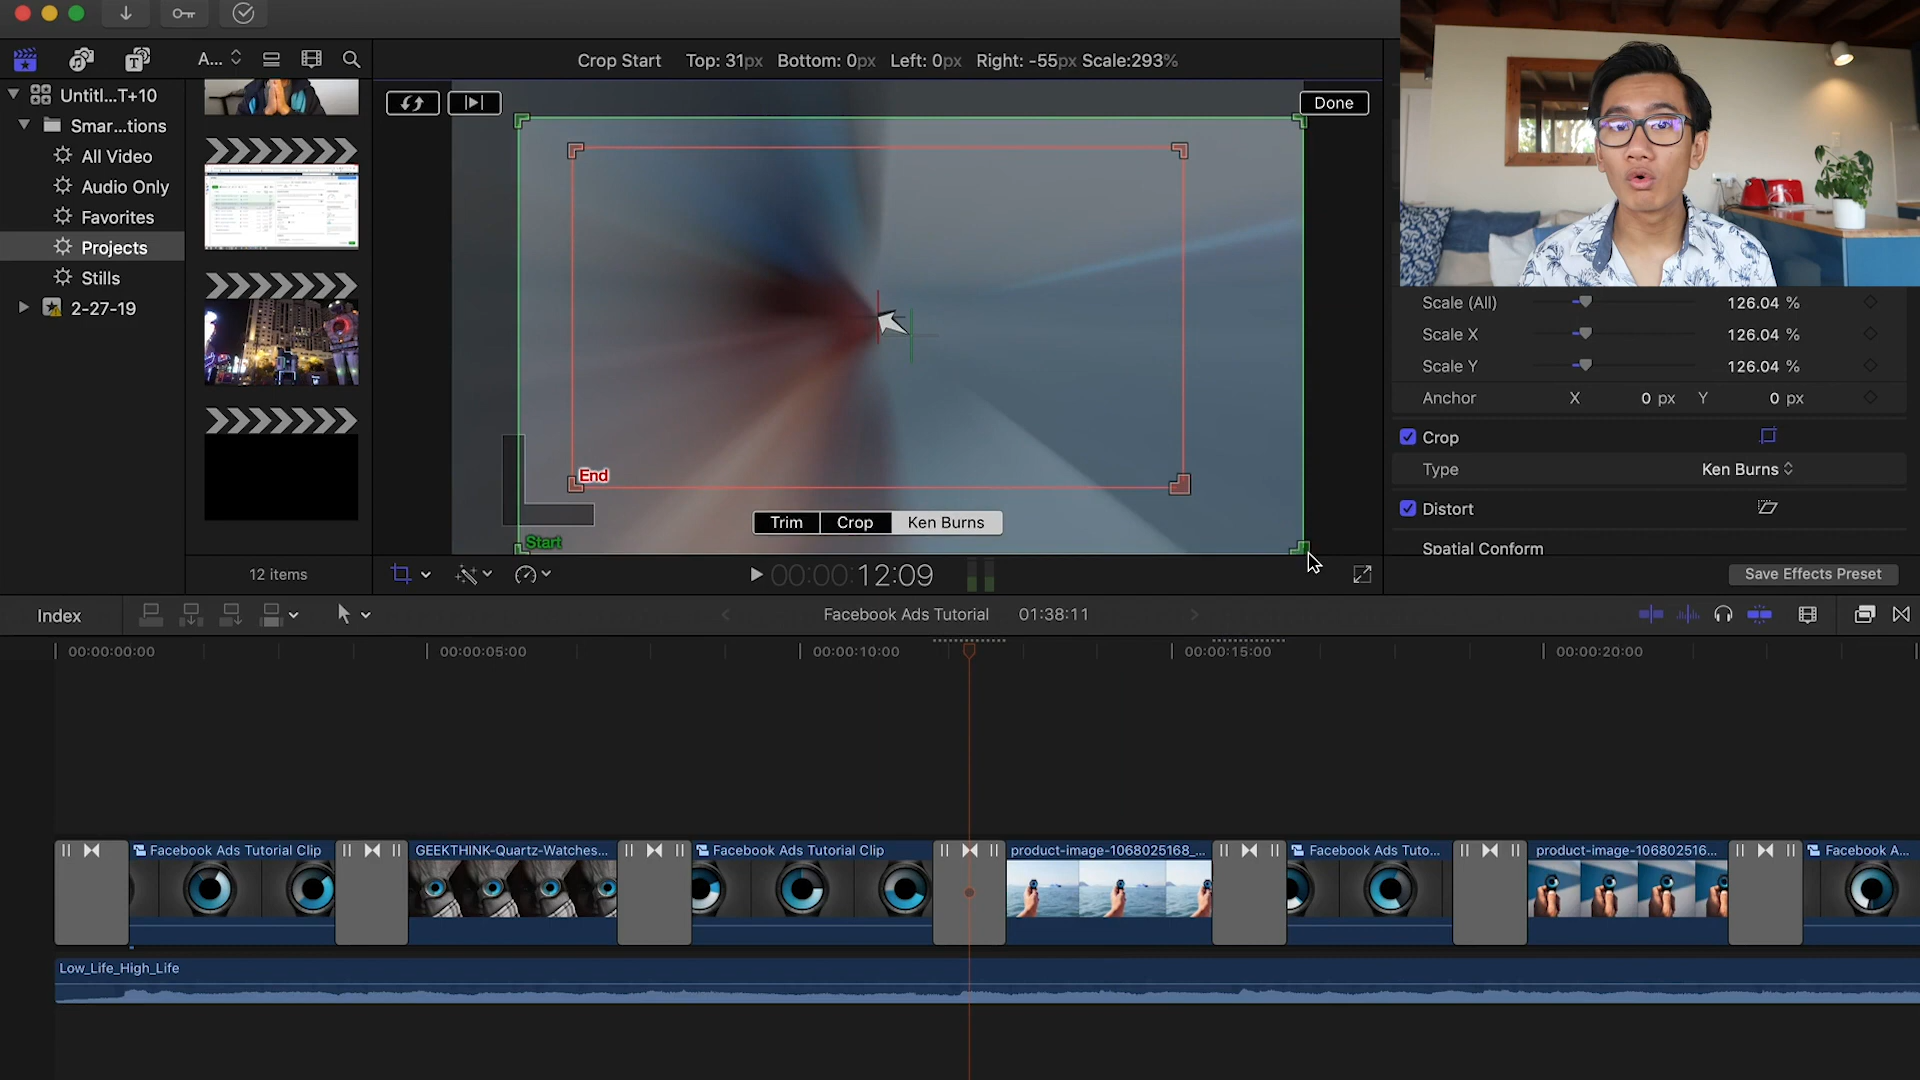 A...
Crop Start Top: 31px Bottom: 0px Left: 0px Right: -55px Scale:293%
Untitl...T+10
Smar...tions
All Video
Audio Only
Favorites
Projects
Stills
2-27-19
12 items
Done
End
Start
Trim Crop Ken Burns
00:00:00:12:09
Scale (All) 126.04 %
Scale X 126.04 %
Scale Y 126.04 %
Anchor X 0 px Y 0 px
Crop
Type Ken Burns
Distort
Spatial Conform
Save Effects Preset
Index
Facebook Ads Tutorial 01:38:11
00:00:00:00 00:00:05:00 00:00:10:00 00:00:15:00 00:00:20:00
Facebook Ads Tutorial Clip
GEEKTHINK-Quartz-Watches...
Facebook Ads Tutorial Clip
product-image-1068025168_...
Facebook Ads Tuto...
product-image-106802516...
Facebook A...
Low_Life_High_Life